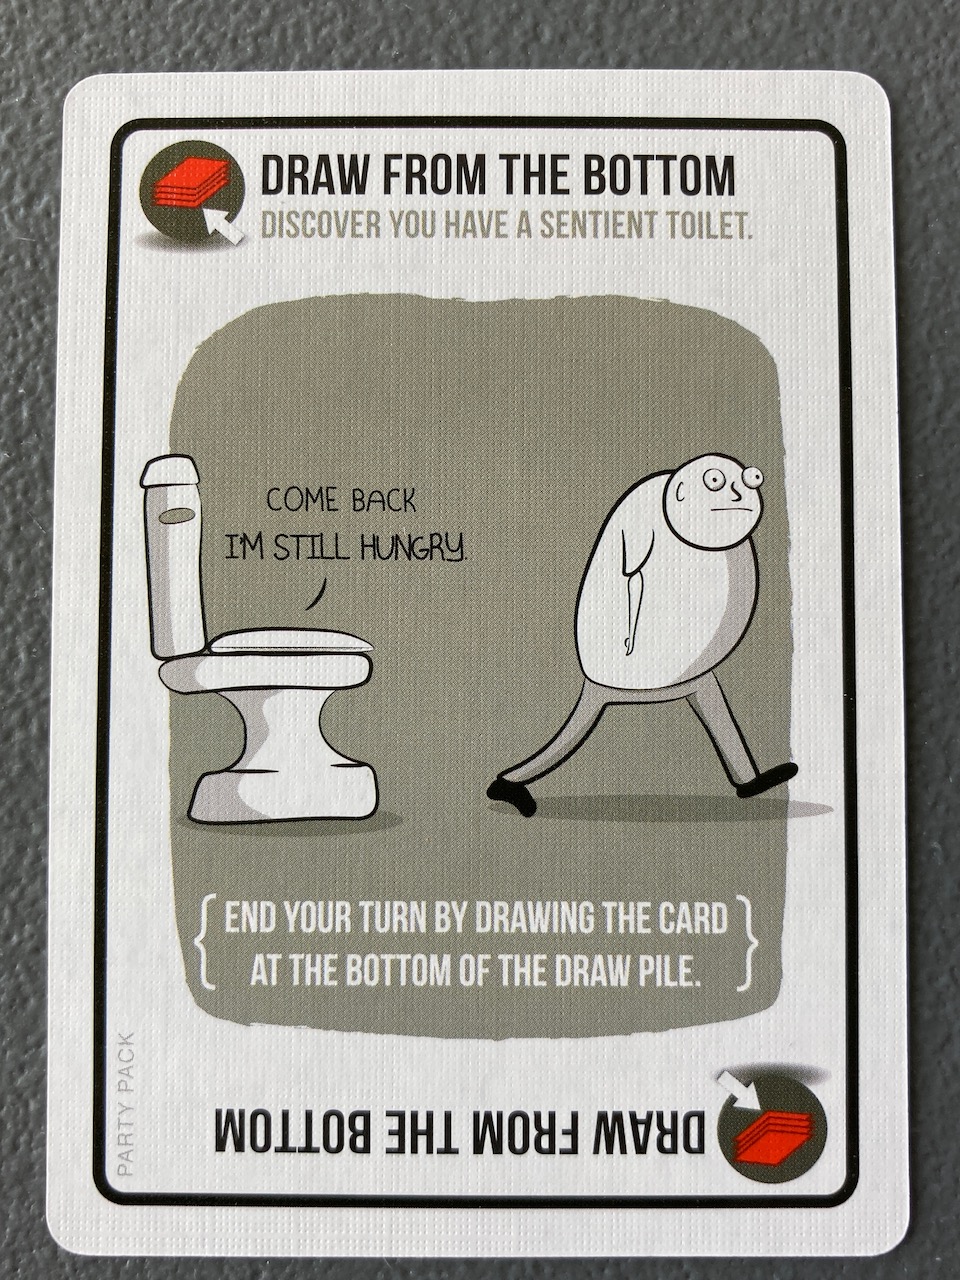 DRAW FROM THE BOTTOM
DISCOVER YOU HAVE A SENTIENT TOILET.
COME BACK
I'M STILL HUNGRY.
END YOUR TURN BY DRAWING THE CARD
AT THE BOTTOM OF THE DRAW PILE.
PARTY PACK
DRAW FROM THE BOTTOM